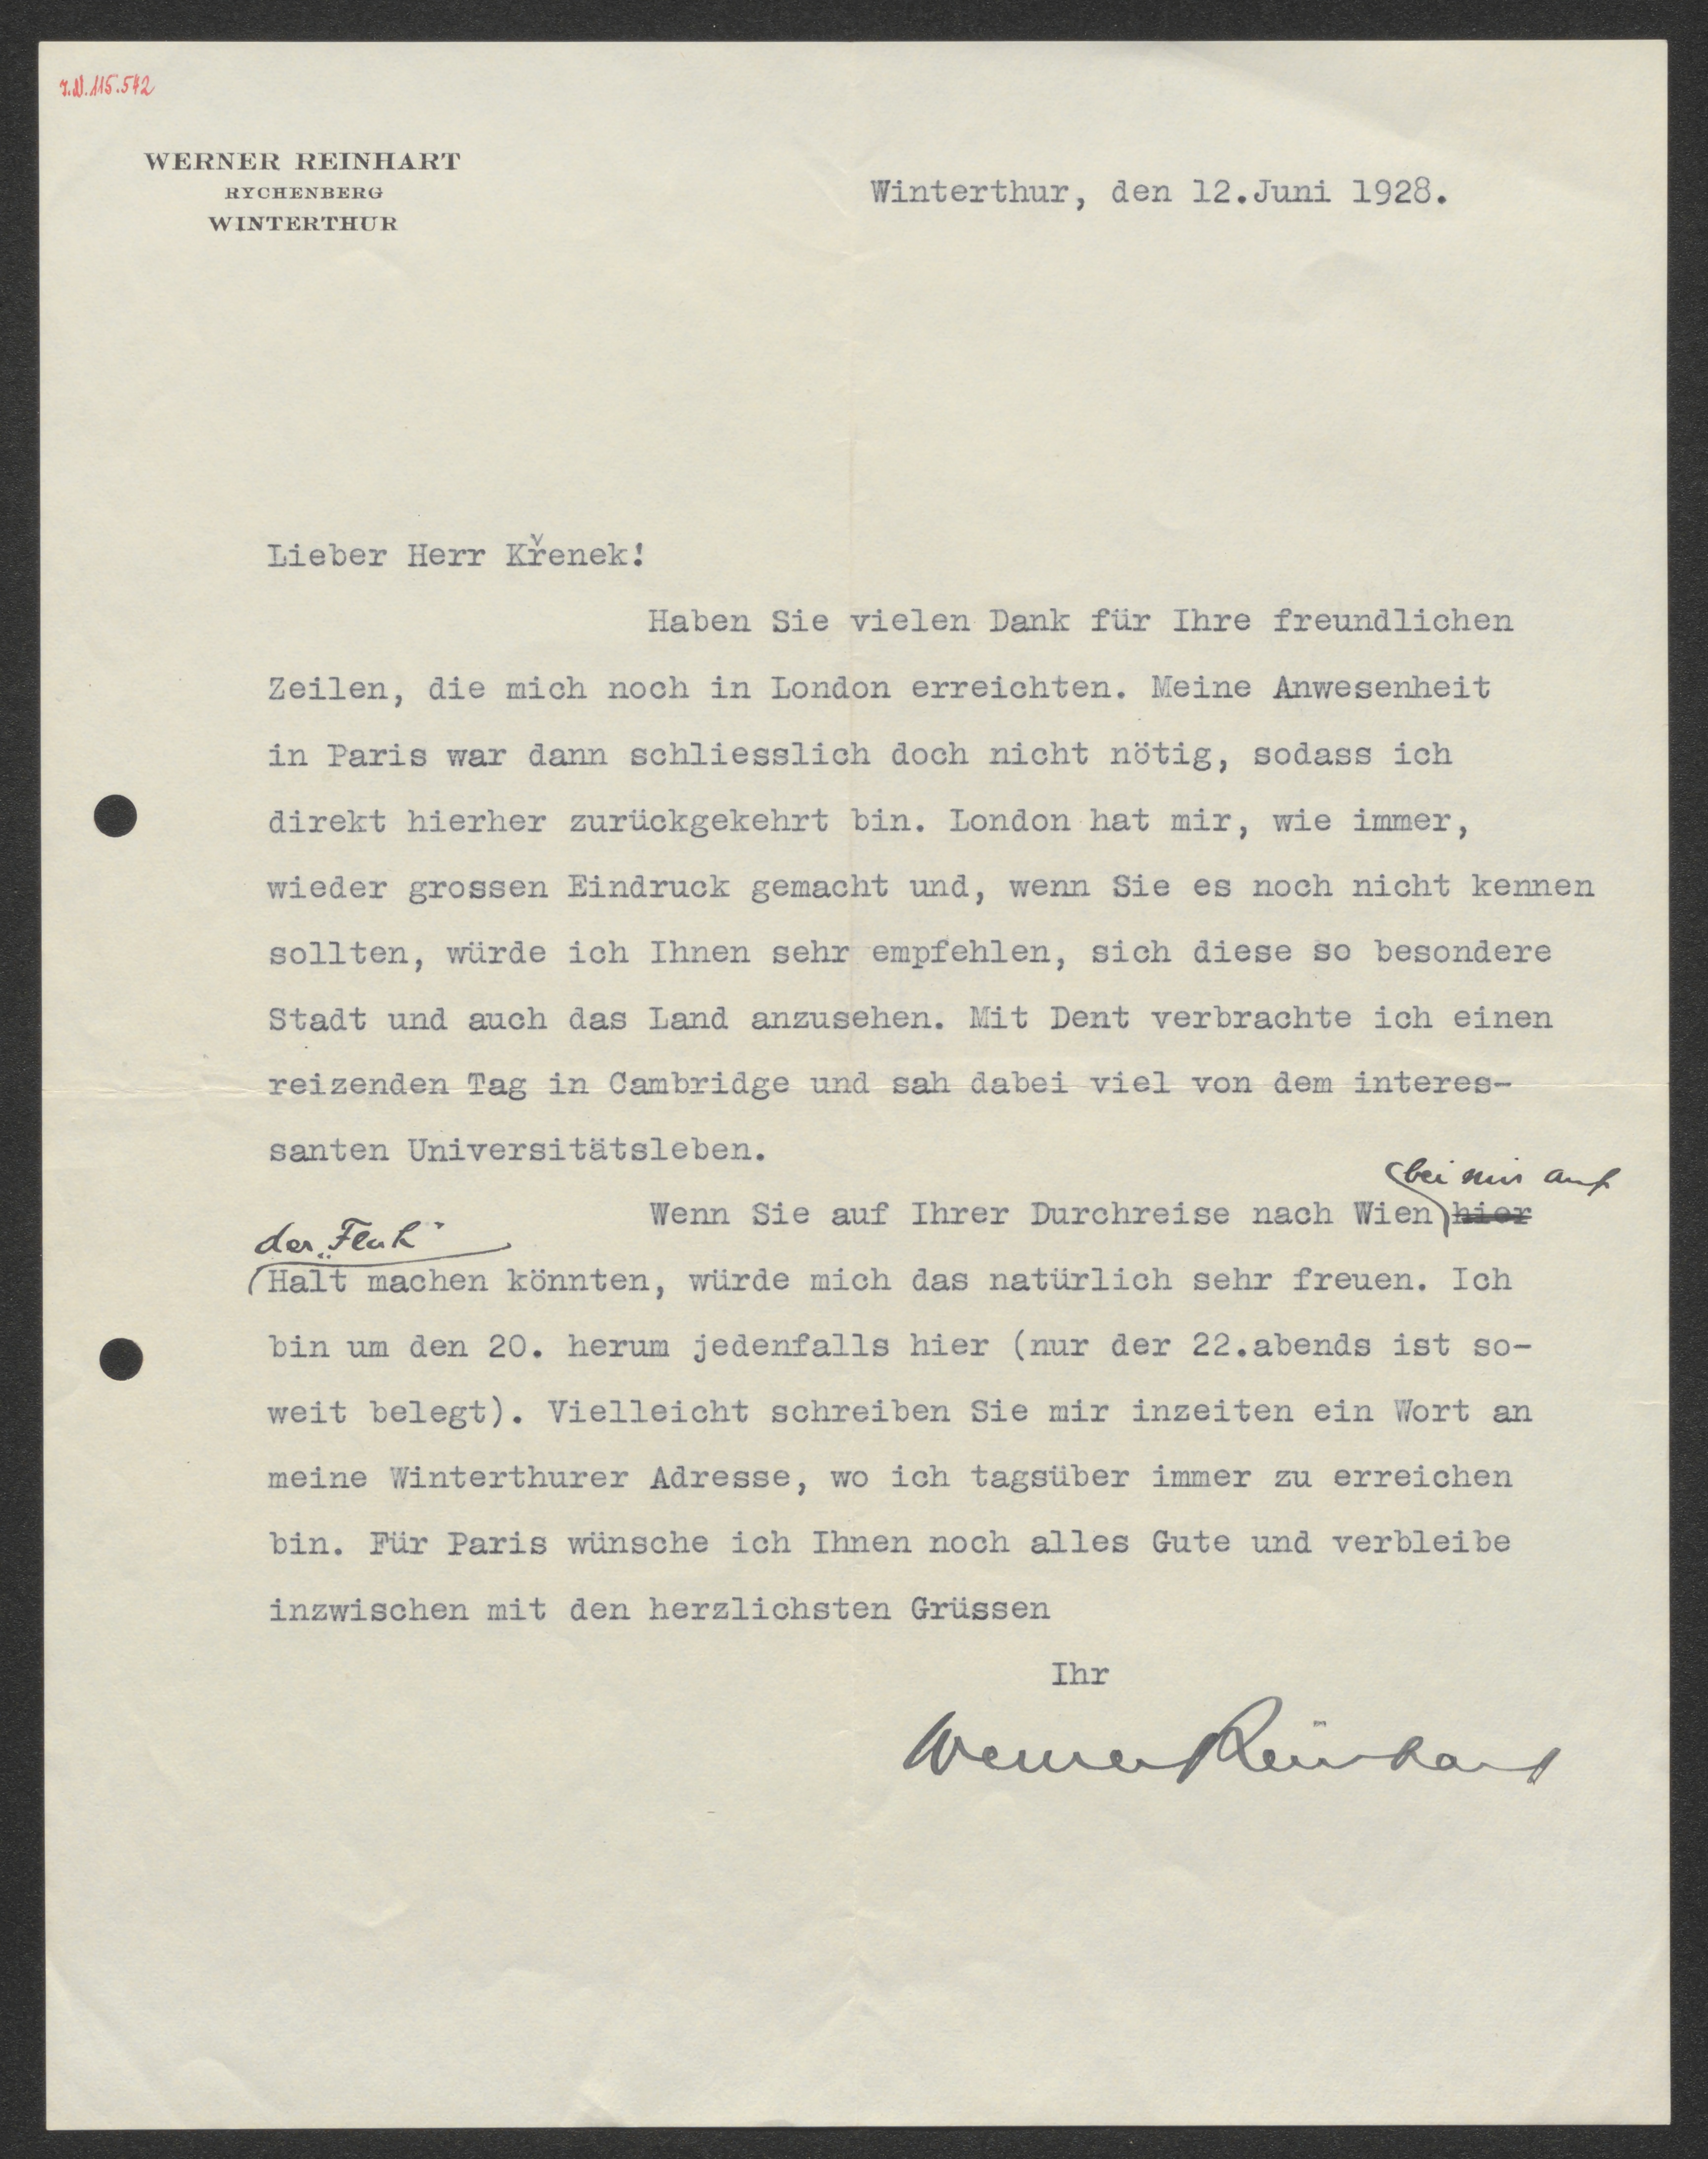 I.N. 115.542
WERNER REINHART
RYCHENBERG
WINTERTHUR
Winterthur, den 12.Juni 1928.
Lieber Herr Křenek!
Haben Sie vielen Dank für Ihre freundlichen
Zeilen, die mich noch in London erreichten. Meine Anwesenheit
in Paris war dann schliesslich doch nicht nötig, sodass ich
direkt hierher zurückgekehrt bin. London hat mir, wie immer,
wieder grossen Eindruck gemacht und, wenn Sie es noch nicht kennen
sollten, würde ich Ihnen sehr empfehlen, sich diese so besondere
Stadt und auch das Land anzusehen. Mit Dent verbrachte ich einen
reizenden Tag in Cambridge und sah dabei viel von dem interes-
santen Universitätsleben.
bei mir auf
Wenn Sie auf Ihrer Durchreise nach Wien hier
der „Fluh"
Halt machen könnten, würde mich das natürlich sehr freuen. Ich
bin um den 20. herum jedenfalls hier (nur der 22.abends ist so-
weit belegt). Vielleicht schreiben Sie mir inzeiten ein Wort an
meine Winterthurer Adresse, wo ich tagsüber immer zu erreichen
bin. Für Paris wünsche ich Ihnen noch alles Gute und verbleibe
inzwischen mit den herzlichsten Grüssen
Ihr
Werner Reinhart